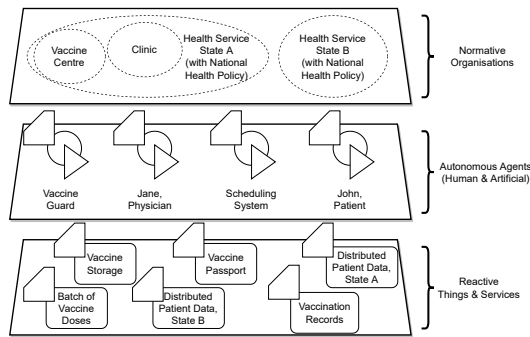 Vaccine
Centre
Clinic
Health Service
State A
(with National
Health Policy)
Health Service
State B
(with National
Health Policy)
Normative
Organisations
Vaccine
Guard
Jane,
Physician
Scheduling
System
John,
Patient
Autonomous Agents
(Human & Artificial)
Vaccine
Storage
Vaccine
Passport
Distributed
Patient Data,
State A
Batch of
Vaccine
Doses
Distributed
Patient Data,
State B
Vaccination
Records
Reactive
Things & Services